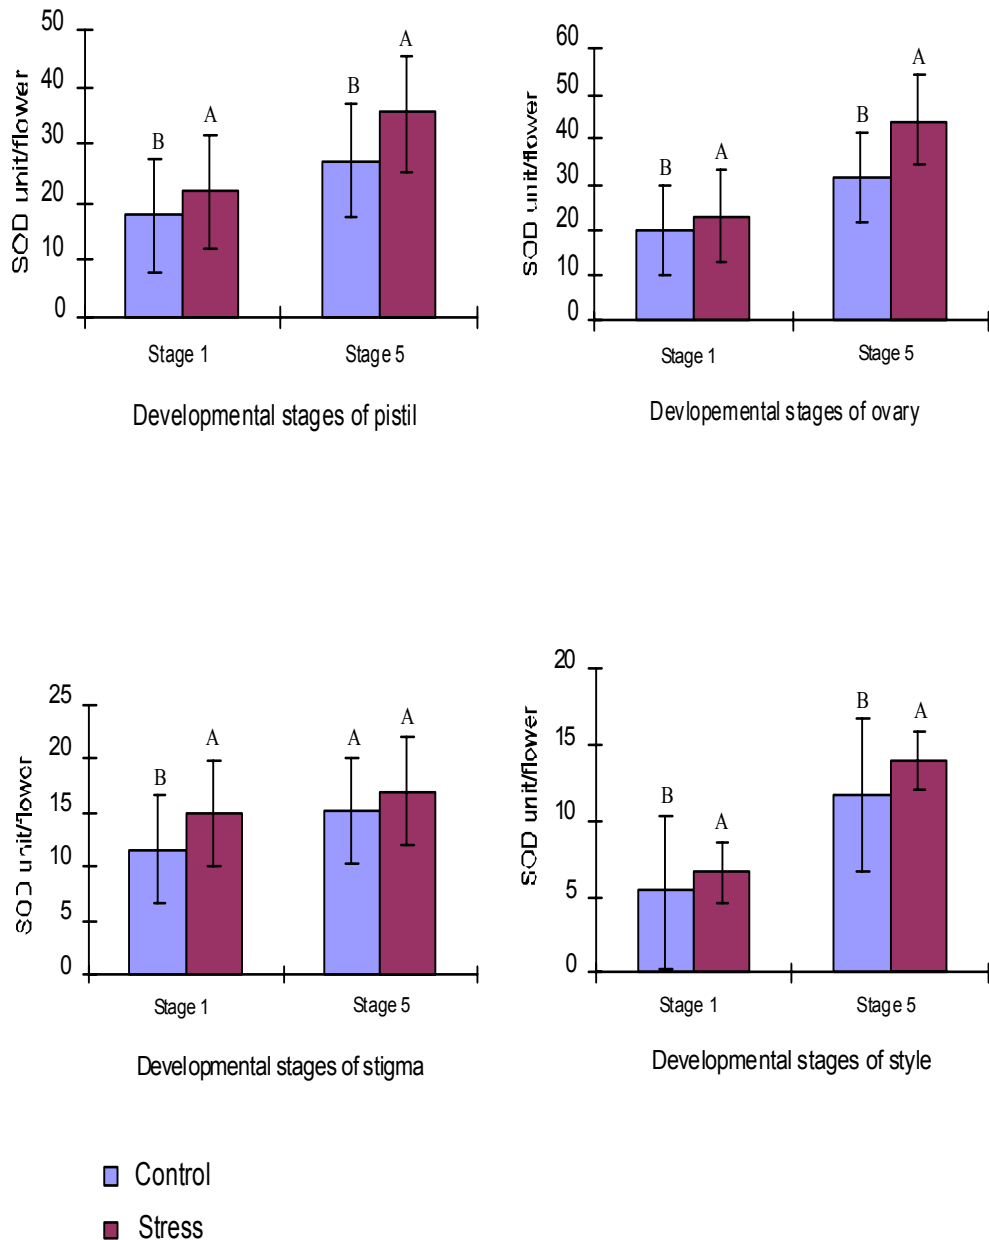 50
40
30
20
10
0
SOD unit/flower
B
A
B
A
Stage 1
Stage 5
Developmental stages of pistil
60
50
40
30
20
10
0
SOD unit/flower
B
A
B
A
Stage 1
Stage 5
Devlopemental stages of ovary
25
20
15
10
5
0
SOD unit/flower
B
A
A
A
Stage 1
Stage 5
Developmental stages of stigma
20
15
10
5
0
SOD unit/flower
B
A
B
A
Stage 1
Stage 5
Developmental stages of style
Control
Stress